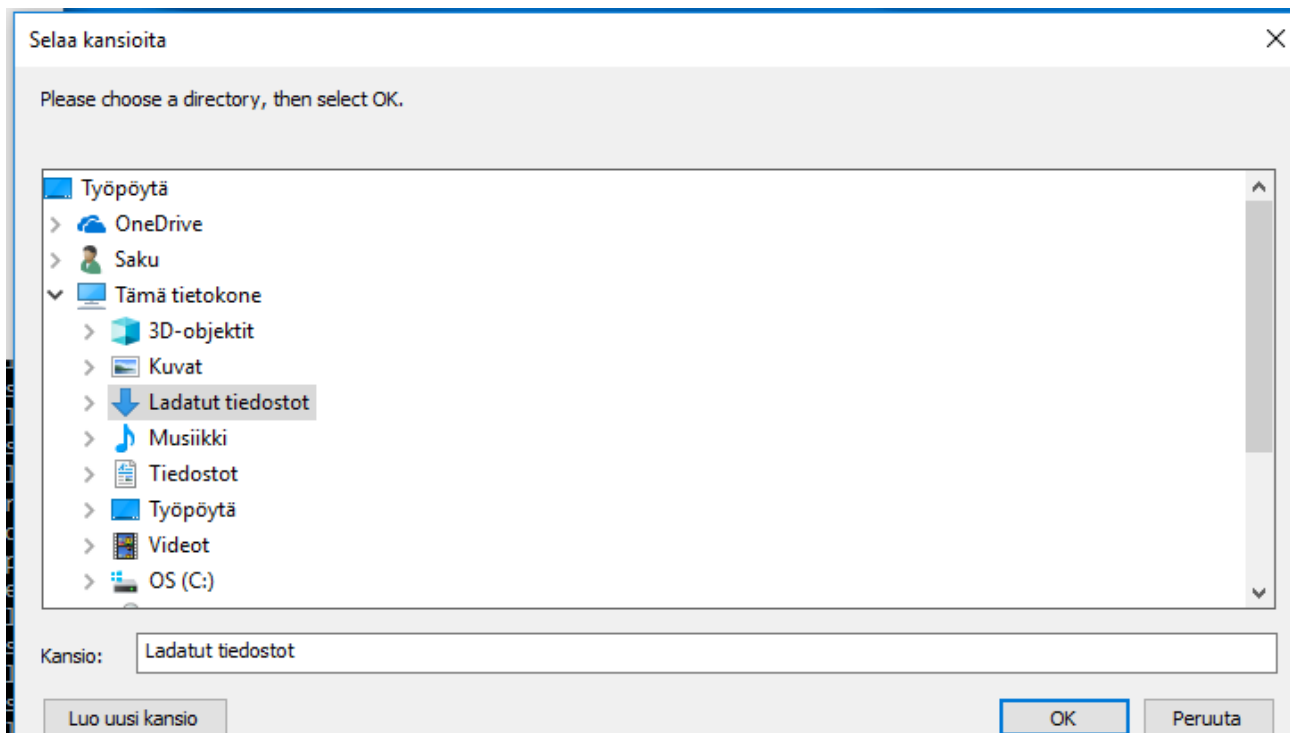 Selaa kansioita
Please choose a directory, then select OK.
Työpöytä
OneDrive
Saku
Tämä tietokone
3D-objektit
Kuvat
Ladatut tiedostot
Musiikki
Tiedostot
Työpöytä
Videot
OS (C:)
Kansio: Ladatut tiedostot
Luo uusi kansio OK Peruuta